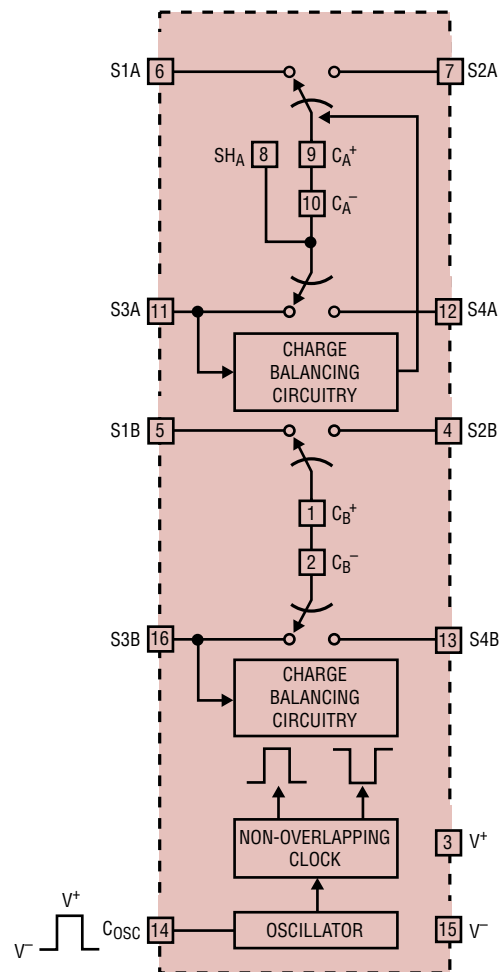 S1A 6 7 S2A
SHA 8 9 CA+
10 CA−
S3A 11 12 S4A
CHARGE
BALANCING
CIRCUITRY
S1B 5 4 S2B
1 CB+
2 CB−
S3B 16 13 S4B
CHARGE
BALANCING
CIRCUITRY
NON-OVERLAPPING
CLOCK
3 V+
V+
V−
COSC 14 OSCILLATOR 15 V−